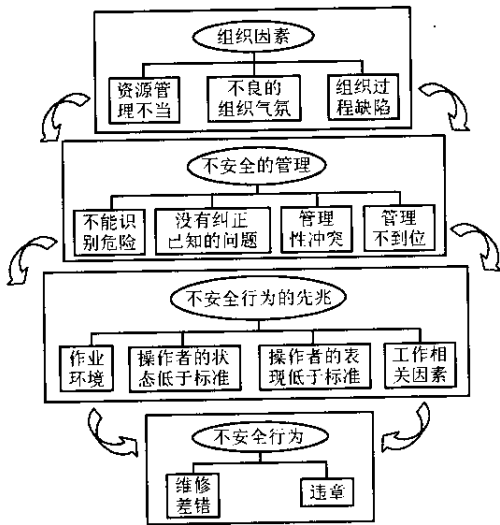 组织因素
资源管
理不当
不良的
组织气氛
组织过
程缺陷
不安全的管理
不能识
别危险
没有纠正
已知的问题
管理
性冲突
管理
不到位
不安全行为的先兆
作业
环境
操作者的状
态低于标准
操作者的表
现低于标准
工作相
关因素
不安全行为
维修
差错
违章